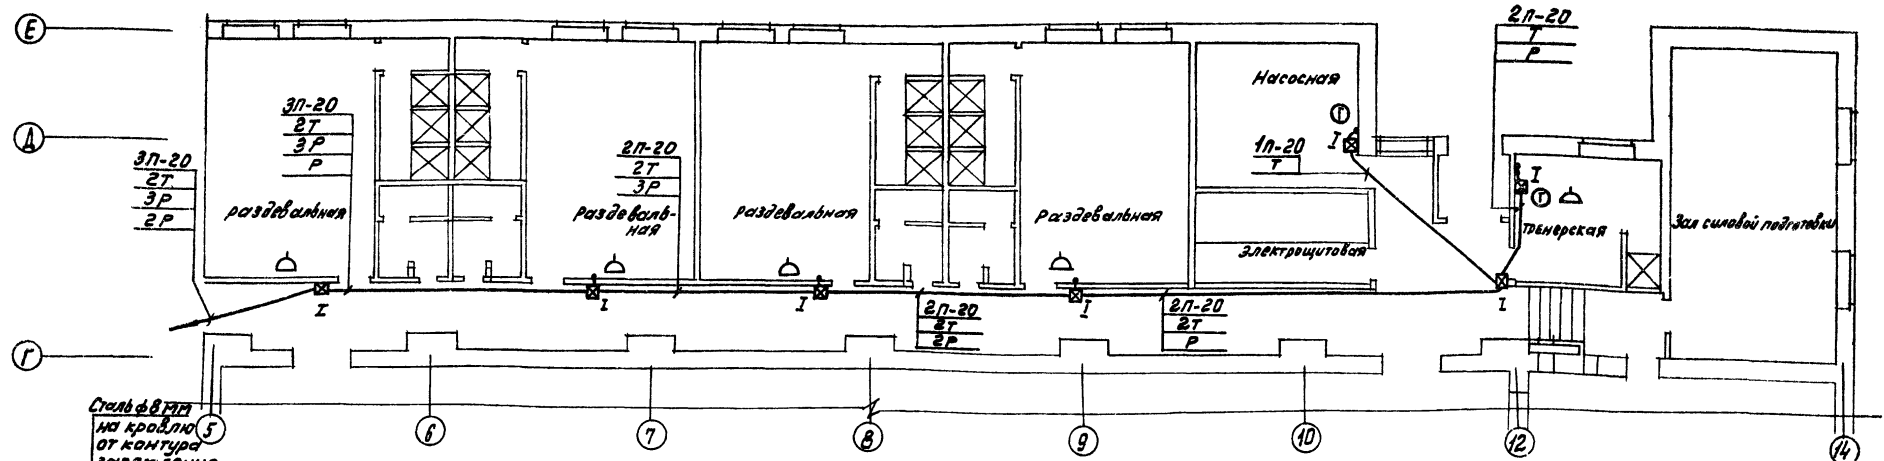 Е
2п-20
Т
Р
Насосная
Г
I
Д
3п-20
2Т
3Р
Р
3п-20
2Т
3Р
2Р
2п-20
2Т
3Р
1п-20
Т
I
Г
раздевальная
раздеваль-
ная
раздевальная
раздевальная
электрощитовая
тренерская
Зал силовой подготовки
I
I
I
I
I
2п-20
2Т
2Р
2п-20
2Т
Р
Г
Сталь ф8мм
на кровлю
от контура
5
6
7
8
9
10
12
14